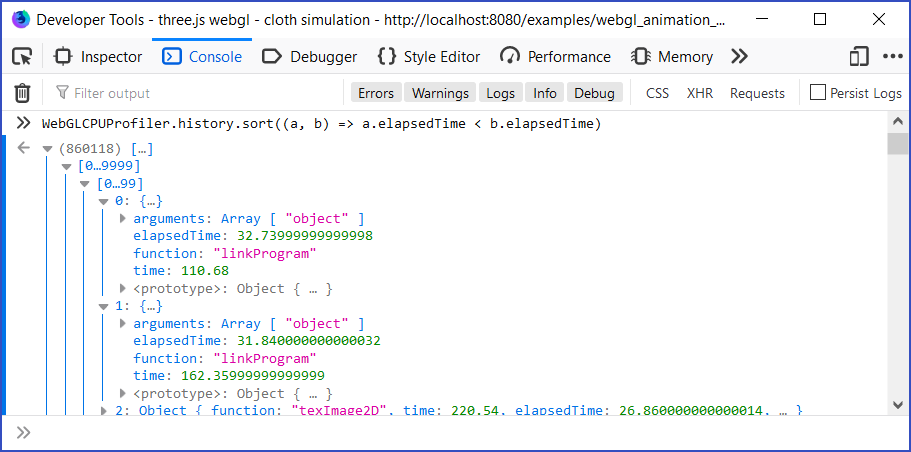 Developer Tools - three.js webgl - cloth simulation - http://localhost:8080/examples/webgl_animation_...
Inspector Console Debugger Style Editor Performance Memory
Filter output Errors Warnings Logs Info Debug CSS XHR Requests Persist Logs
WebGLCPUProfiler.history.sort((a, b) => a.elapsedTime < b.elapsedTime)
(860118) […]
[0…9999]
[0…99]
0: {…}
arguments: Array [ "object" ]
elapsedTime: 32.73999999999998
function: "linkProgram"
time: 110.68
<prototype>: Object { … }
1: {…}
arguments: Array [ "object" ]
elapsedTime: 31.840000000000032
function: "linkProgram"
time: 162.35999999999999
<prototype>: Object { … }
2: Object { function: "texImage2D", time: 220.54, elapsedTime: 26.860000000000014, … }